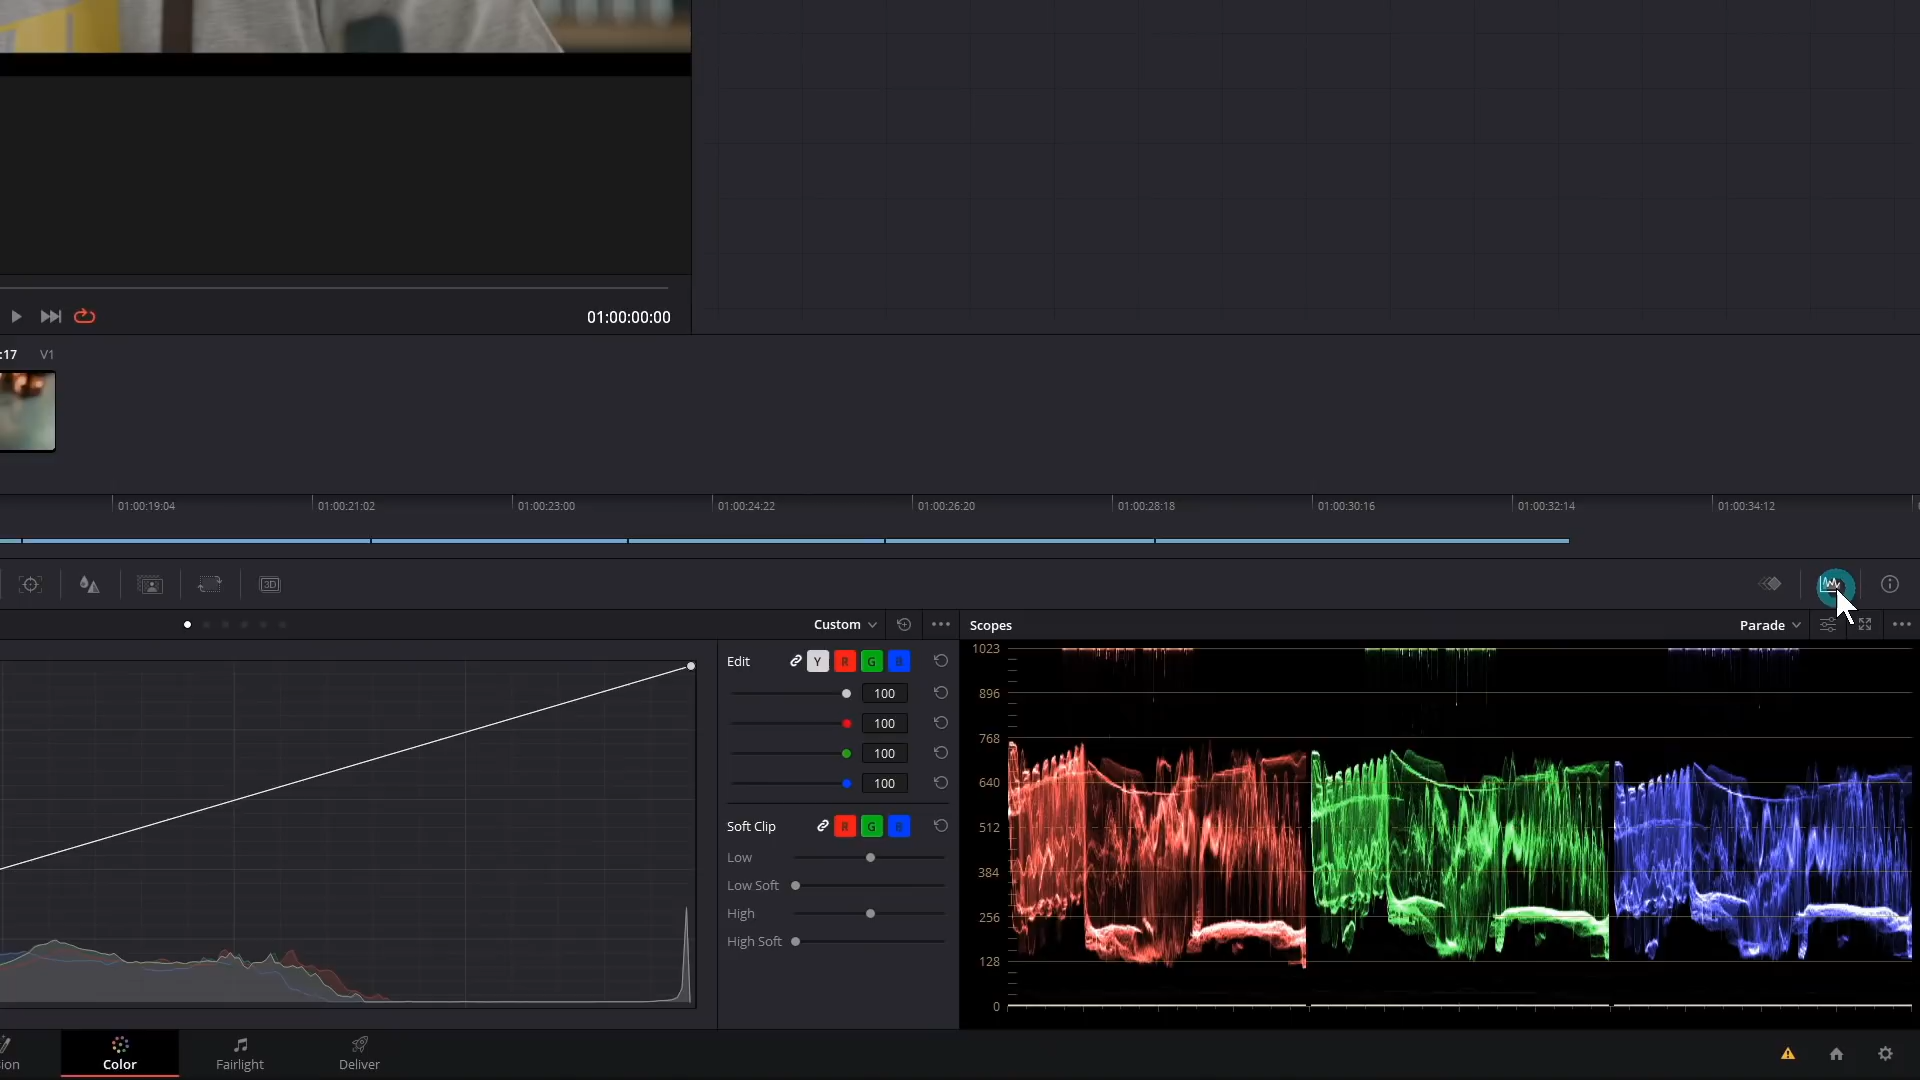 01:00:00:00
:17 V1
01:00:19:04 01:00:21:02 01:00:23:00 01:00:24:22 01:00:26:20 01:00:28:18 01:00:30:16 01:00:32:14 01:00:34:12
3D
Custom
Scopes
Parade
Edit Y R G B
100
100
100
100
Soft Clip R G B
Low
Low Soft
High
High Soft
1023
896
768
640
512
384
256
128
0
sion
Color
Fairlight
Deliver